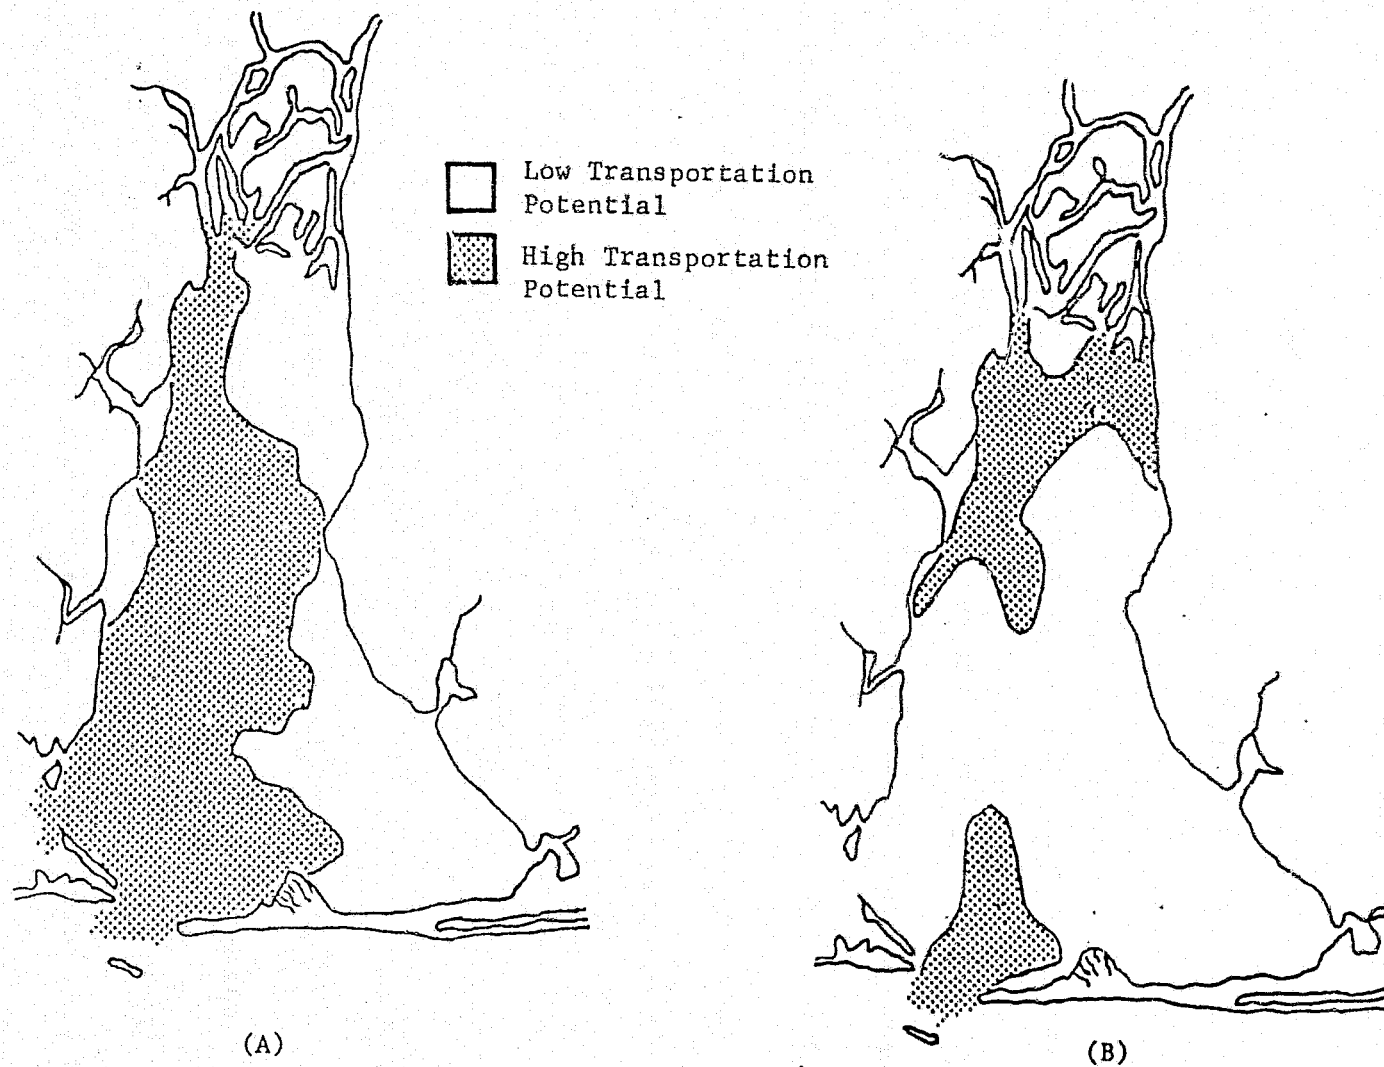 Low Transportation
Potential
High Transportation
Potential
(A)
(B)